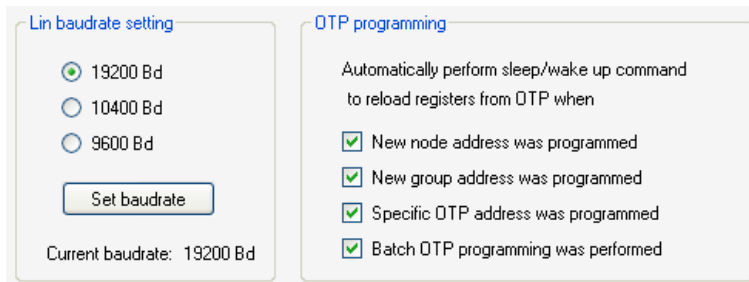 Lin baudrate setting
19200 Bd
10400 Bd
9600 Bd
Set baudrate
Current baudrate: 19200 Bd
OTP programming
Automatically perform sleep/wake up command
to reload registers from OTP when
New node address was programmed
New group address was programmed
Specific OTP address was programmed
Batch OTP programming was performed